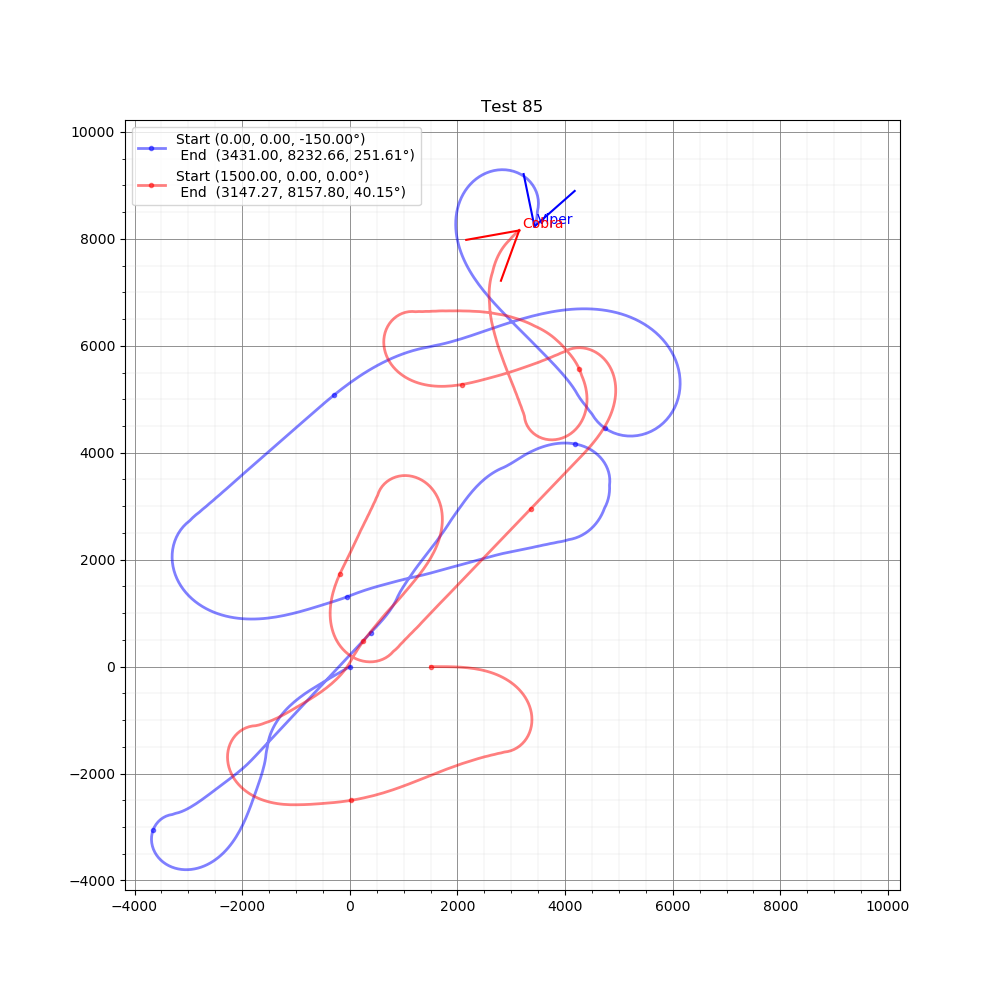 Test 85
Start (0.00, 0.00, -150.00°)
End (3431.00, 8232.66, 251.61°)
Start (1500.00, 0.00, 0.00°)
End (3147.27, 8157.80, 40.15°)
Viper
Cobra
10000
8000
6000
4000
2000
0
−2000
−4000
−4000 −2000 0 2000 4000 6000 8000 10000